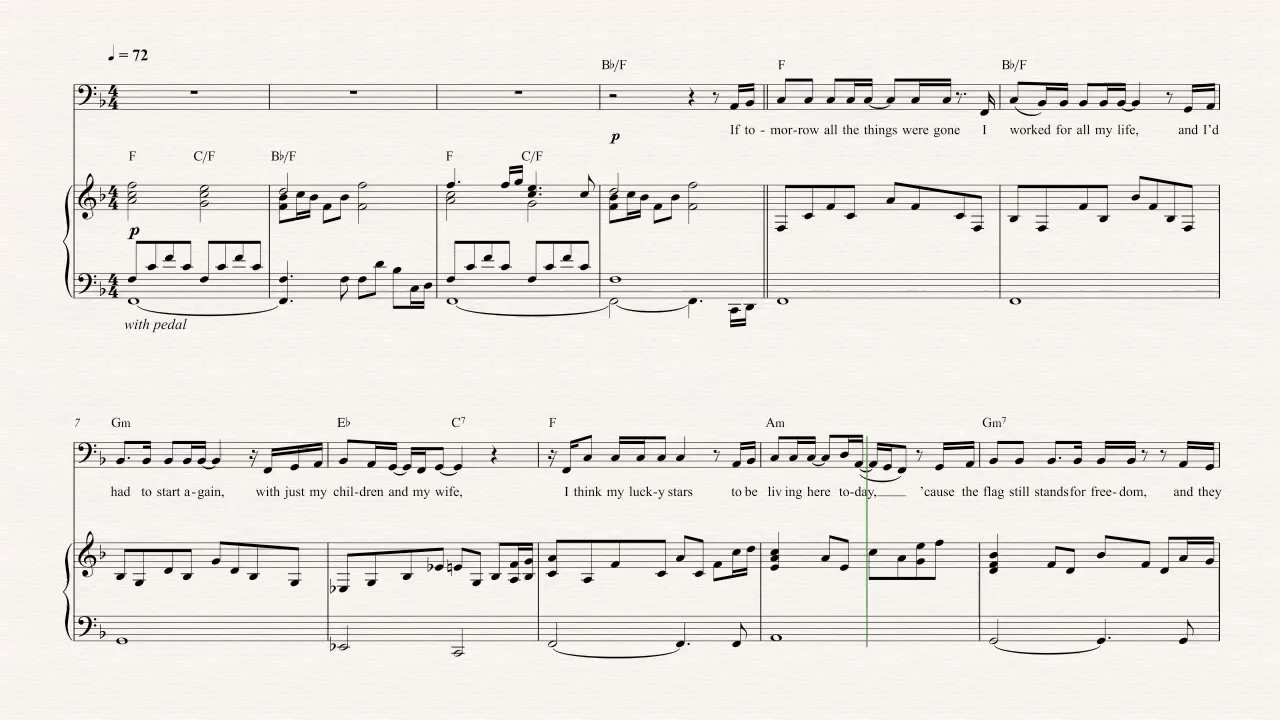 ♩ = 72
B♭/F F B♭/F
If to - mor-row all the things were gone I worked for all my life, and I'd
p
F C/F B♭/F F C/F
p
with pedal
7 Gm E♭ C7 F Am Gm7
had to start a-gain, with just my chil-dren and my wife, I think my luck-y stars to be living here to-day, 'cause the flag still stands for free-dom, and they